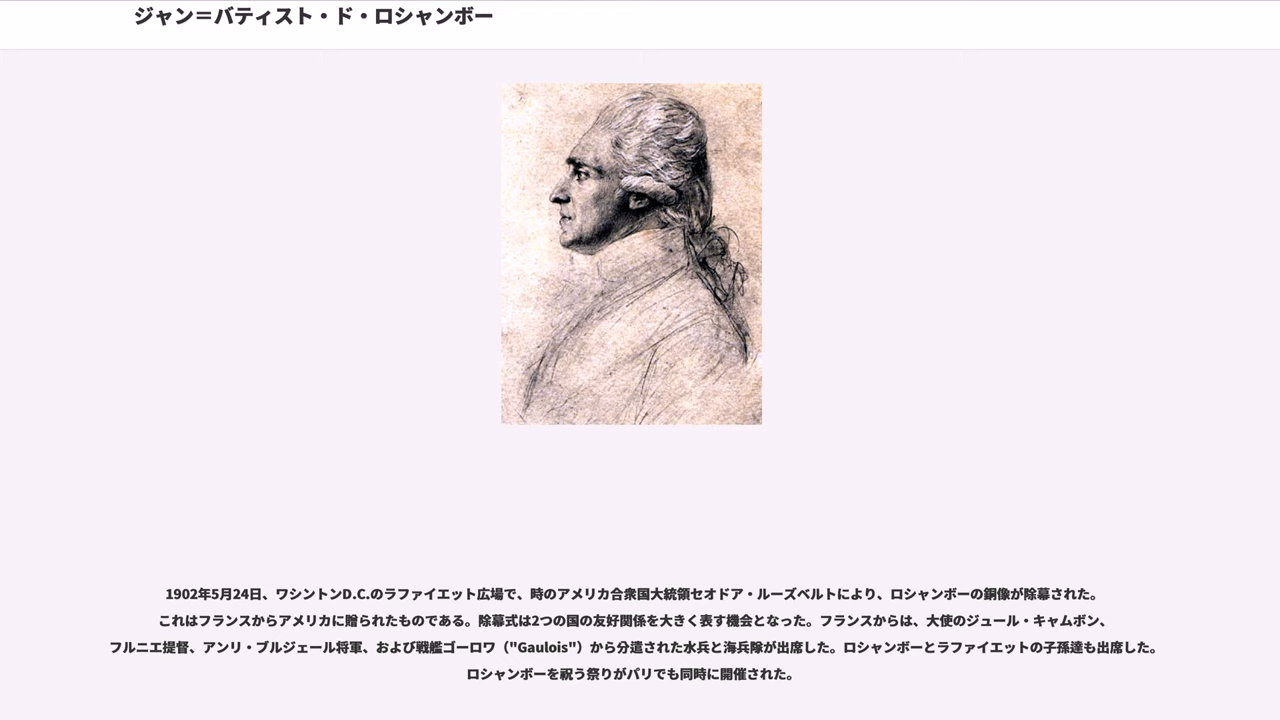 ジャン＝バティスト・ド・ロシャンボー
1902年5月24日、ワシントンD.C.のラファイエット広場で、時のアメリカ合衆国大統領セオドア・ルーズベルトにより、ロシャンボーの銅像が除幕された。
これはフランスからアメリカに贈られたものである。除幕式は2つの国の友好関係を大きく表す機会となった。フランスからは、大使のジュール・キャムボン、
フルニエ提督、アンリ・ブルジェール将軍、および戦艦ゴーロワ（"Gaulois"）から分遣された水兵と海兵隊が出席した。ロシャンボーとラファイエットの子孫達も出席した。
ロシャンボーを祝う祭りがパリでも同時に開催された。